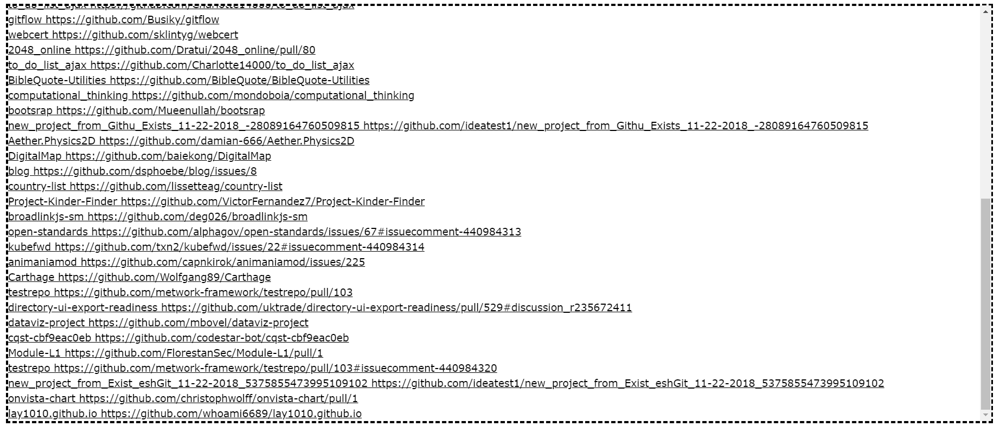 to_do_list_ajax https://github.com/Charlotte14000/to_do_list_ajax
gitflow https://github.com/Busiky/gitflow
webcert https://github.com/sklintyg/webcert
2048_online https://github.com/Dratui/2048_online/pull/80
to_do_list_ajax https://github.com/Charlotte14000/to_do_list_ajax
BibleQuote-Utilities https://github.com/BibleQuote/BibleQuote-Utilities
computational_thinking https://github.com/mondoboia/computational_thinking
bootsrap https://github.com/Mueenullah/bootsrap
new_project_from_Githu_Exists_11-22-2018_-28089164760509815 https://github.com/ideatest1/new_project_from_Githu_Exists_11-22-2018_-28089164760509815
Aether.Physics2D https://github.com/damian-666/Aether.Physics2D
DigitalMap https://github.com/baiekong/DigitalMap
blog https://github.com/dsphoebe/blog/issues/8
country-list https://github.com/lissetteag/country-list
Project-Kinder-Finder https://github.com/VictorFernandez7/Project-Kinder-Finder
broadlinkjs-sm https://github.com/deg026/broadlinkjs-sm
open-standards https://github.com/alphagov/open-standards/issues/67#issuecomment-440984313
kubefwd https://github.com/txn2/kubefwd/issues/22#issuecomment-440984314
animaniamod https://github.com/capnkirok/animaniamod/issues/225
Carthage https://github.com/Wolfgang89/Carthage
testrepo https://github.com/metwork-framework/testrepo/pull/103
directory-ui-export-readiness https://github.com/uktrade/directory-ui-export-readiness/pull/529#discussion_r235672411
dataviz-project https://github.com/mbovel/dataviz-project
cqst-cbf9eac0eb https://github.com/codestar-bot/cqst-cbf9eac0eb
Module-L1 https://github.com/FlorestanSec/Module-L1/pull/1
testrepo https://github.com/metwork-framework/testrepo/pull/103#issuecomment-440984320
new_project_from_Exist_eshGit_11-22-2018_5375855473995109102 https://github.com/ideatest1/new_project_from_Exist_eshGit_11-22-2018_5375855473995109102
onvista-chart https://github.com/christophwolff/onvista-chart/pull/1
lay1010.github.io https://github.com/whoami6689/lay1010.github.io